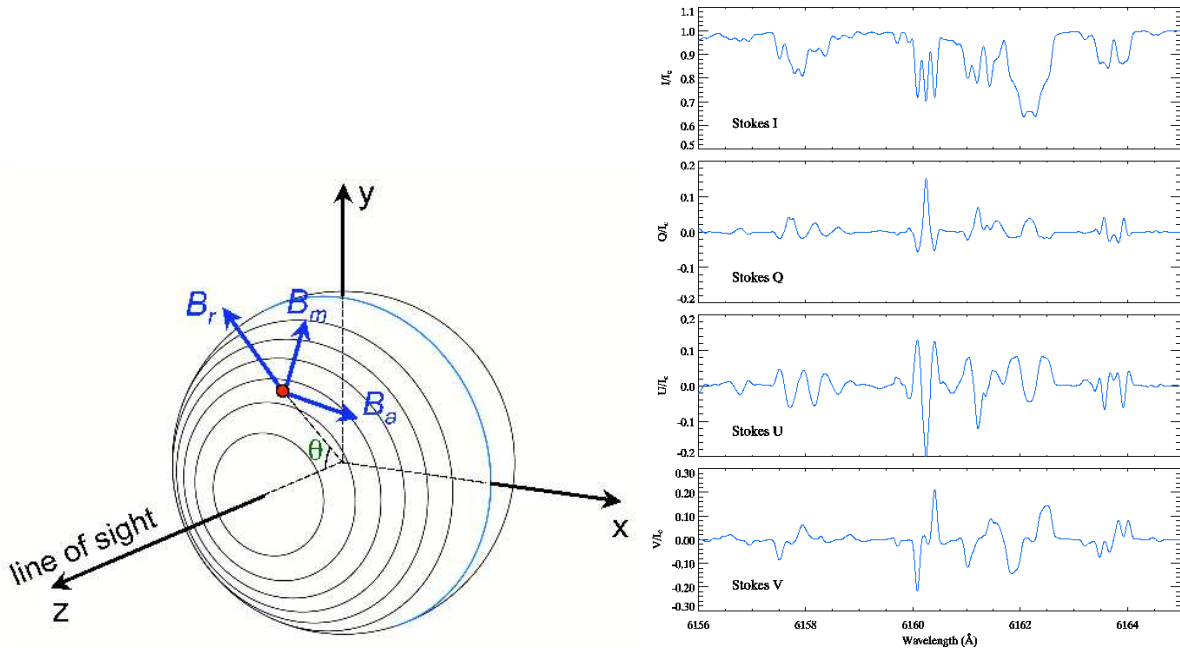 y
B_r
B_m
B_a
θ
x
line of sight
z
1.1
1.0
0.9
0.8
0.7
0.6
0.5
I/I_c
Stokes I
0.2
0.1
0.0
-0.1
-0.2
Q/I_c
Stokes Q
0.2
0.1
0.0
-0.1
-0.2
U/I_c
Stokes U
0.30
0.20
0.10
0.00
-0.10
-0.20
-0.30
V/I_c
Stokes V
6156 6158 6160 6162 6164
Wavelength (Å)